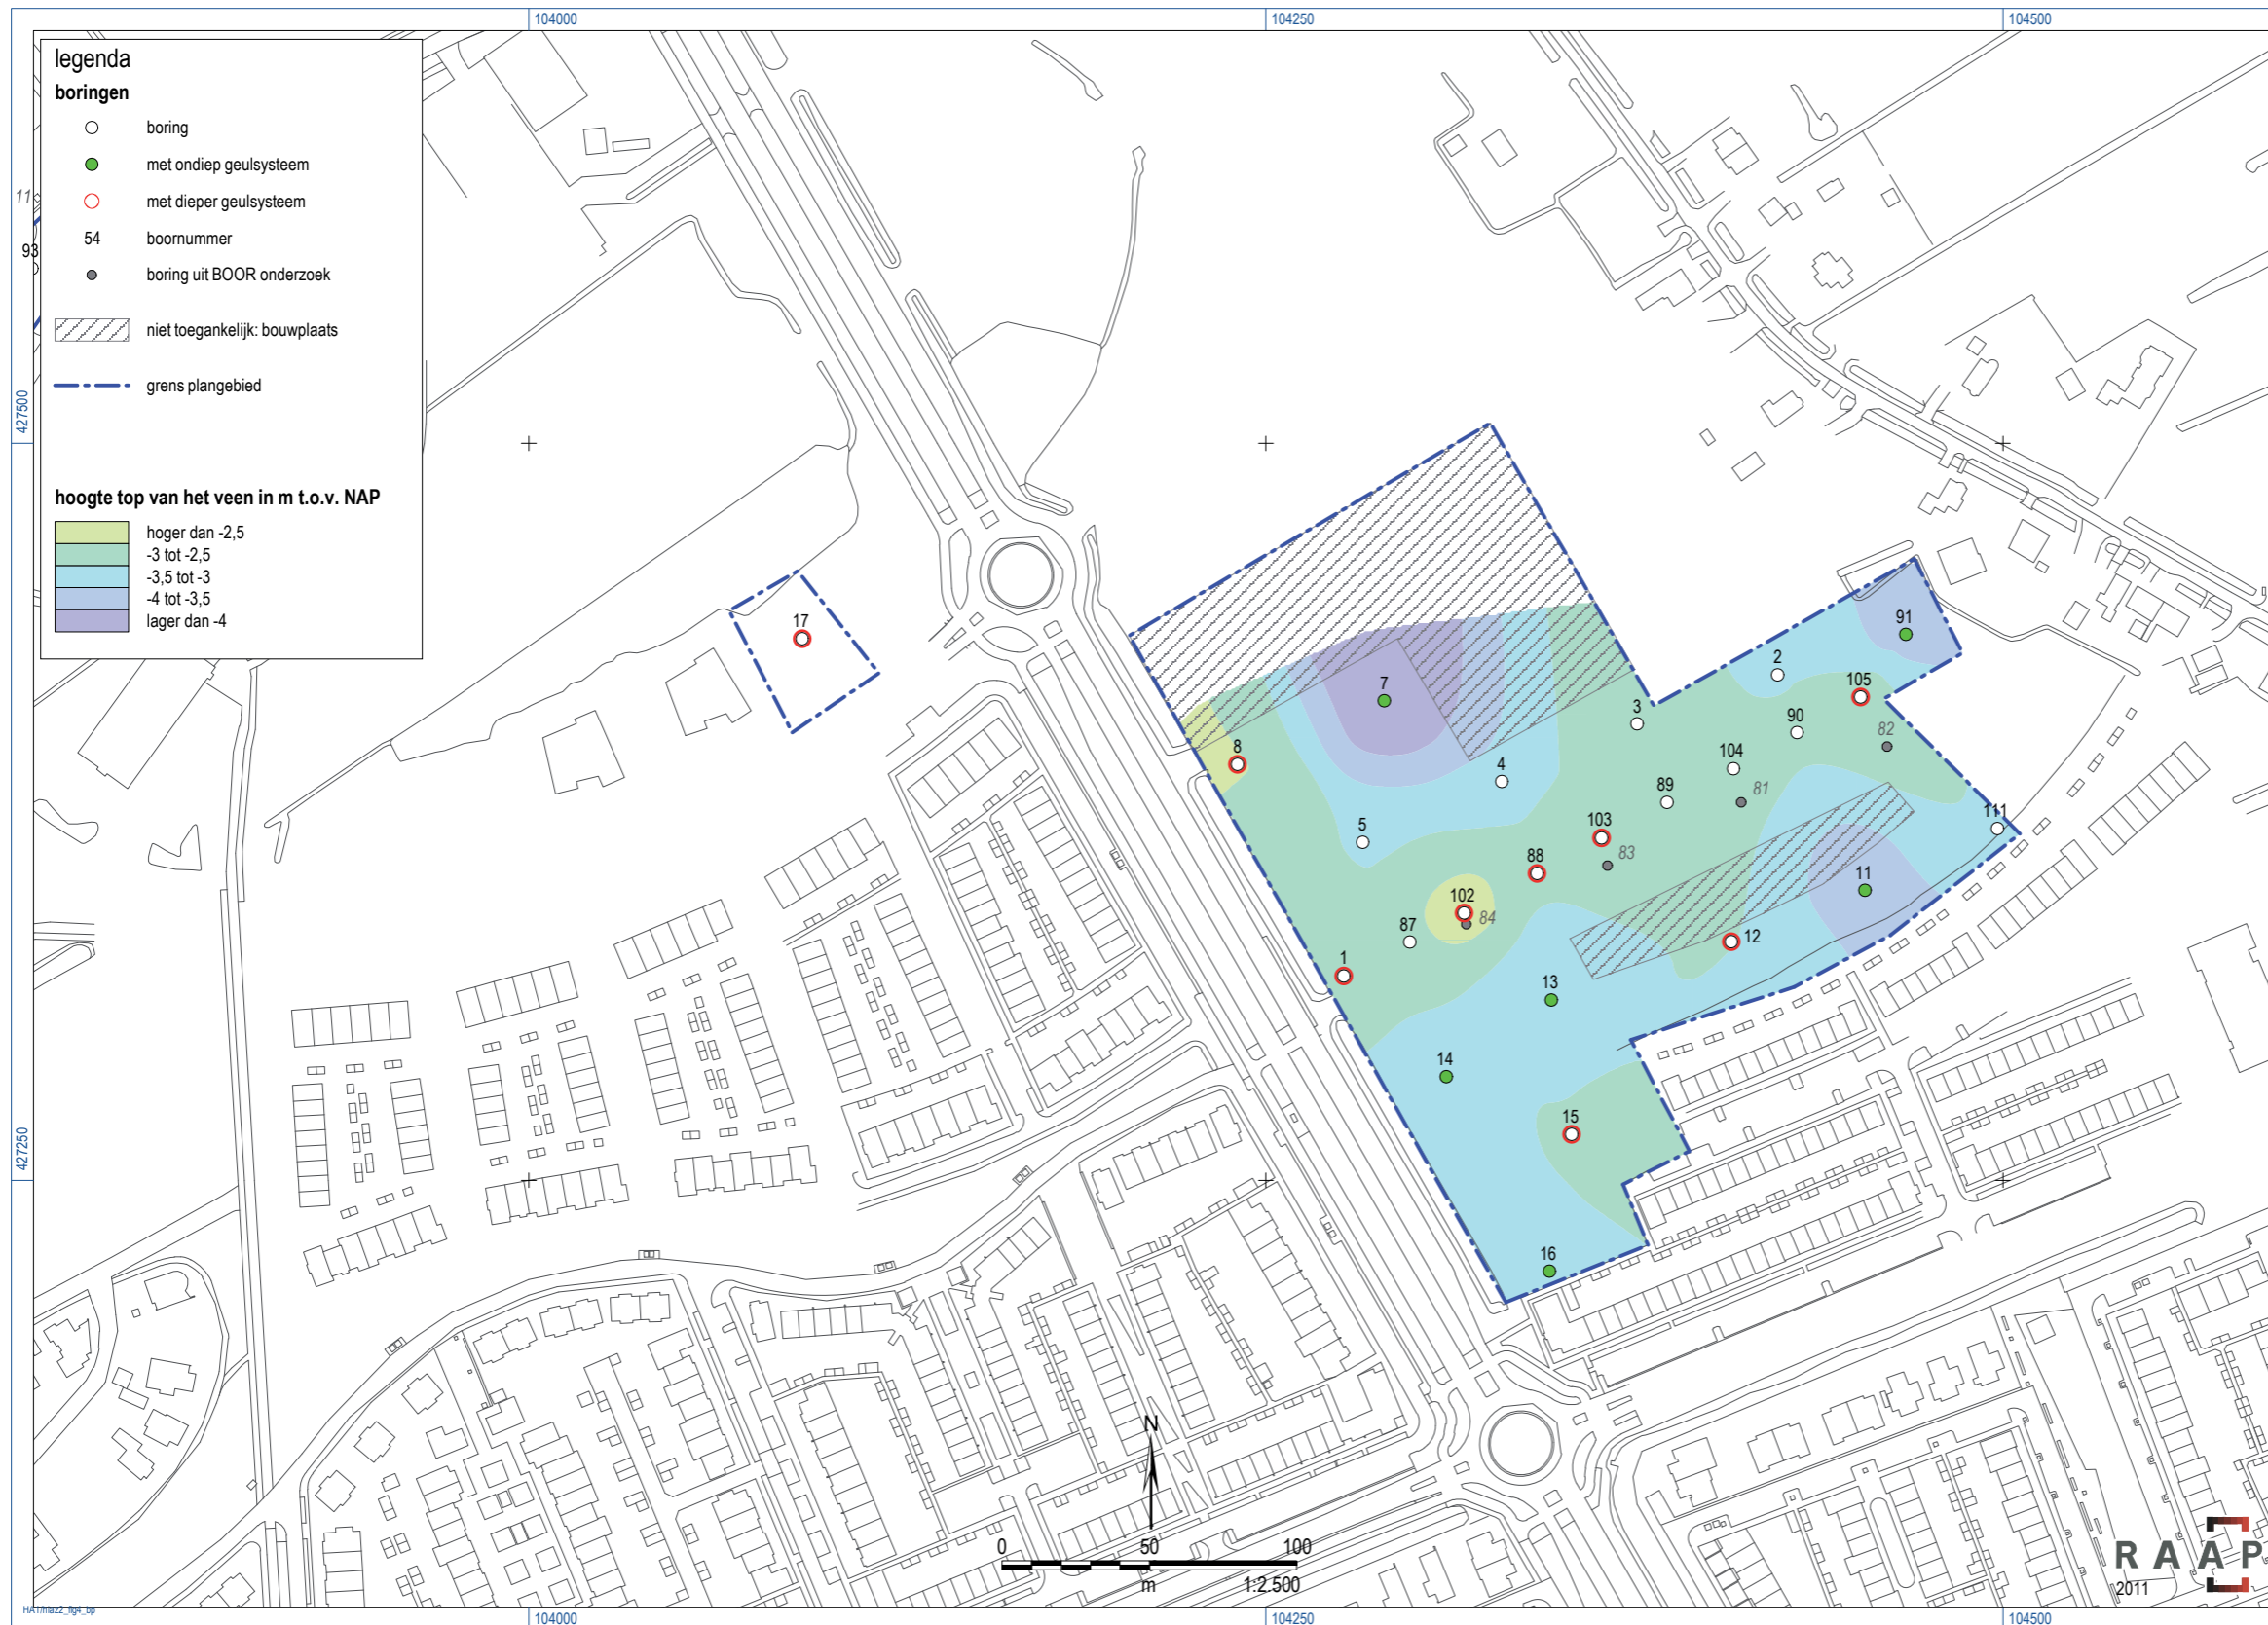 104000
104250
104500
legenda
boringen
boring
met ondiep geulsysteem
met dieper geulsysteem
54 boornummer
boring uit BOOR onderzoek
niet toegankelijk: bouwplaats
grens plangebied
hoogte top van het veen in m t.o.v. NAP
hoger dan -2,5
-3 tot -2,5
-3,5 tot -3
-4 tot -3,5
lager dan -4
11
93
427500
427250
17
91
2
7
105
3
90
82
8
104
4
89
81
111
5
103
83
88
11
102
84
87
12
1
13
14
15
16
N
0 50 100
m 1:2.500
RAAP
2011
104000
104250
104500